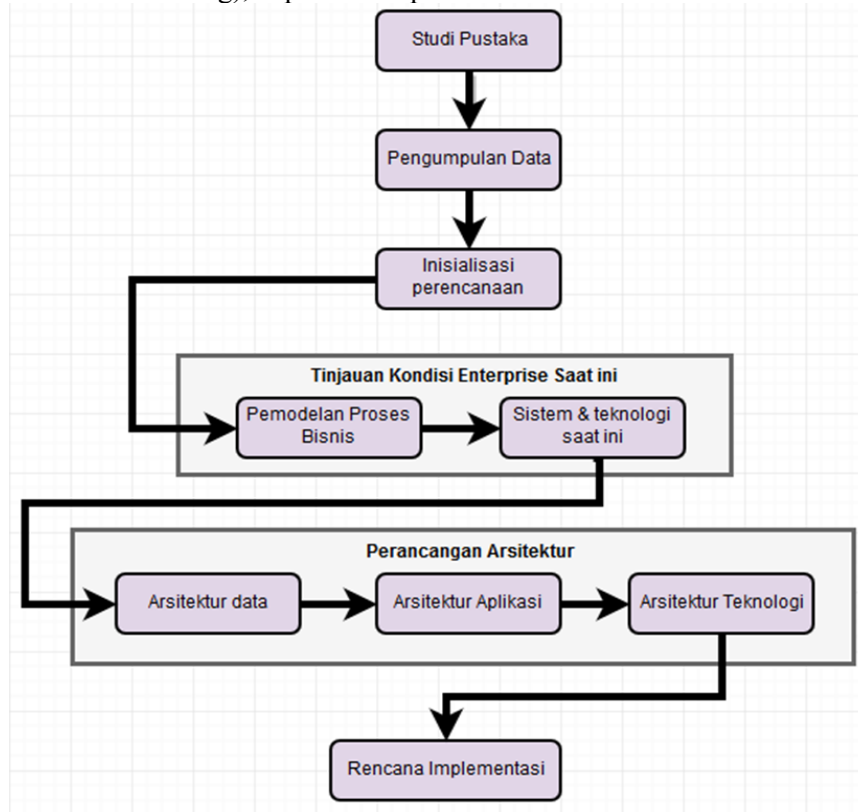 Studi Pustaka
Pengumpulan Data
Inisialisasi
perencanaan
Tinjauan Kondisi Enterprise Saat ini
Pemodelan Proses
Bisnis
Sistem & teknologi
saat ini
Perancangan Arsitektur
Arsitektur data
Arsitektur Aplikasi
Arsitektur Teknologi
Rencana Implementasi